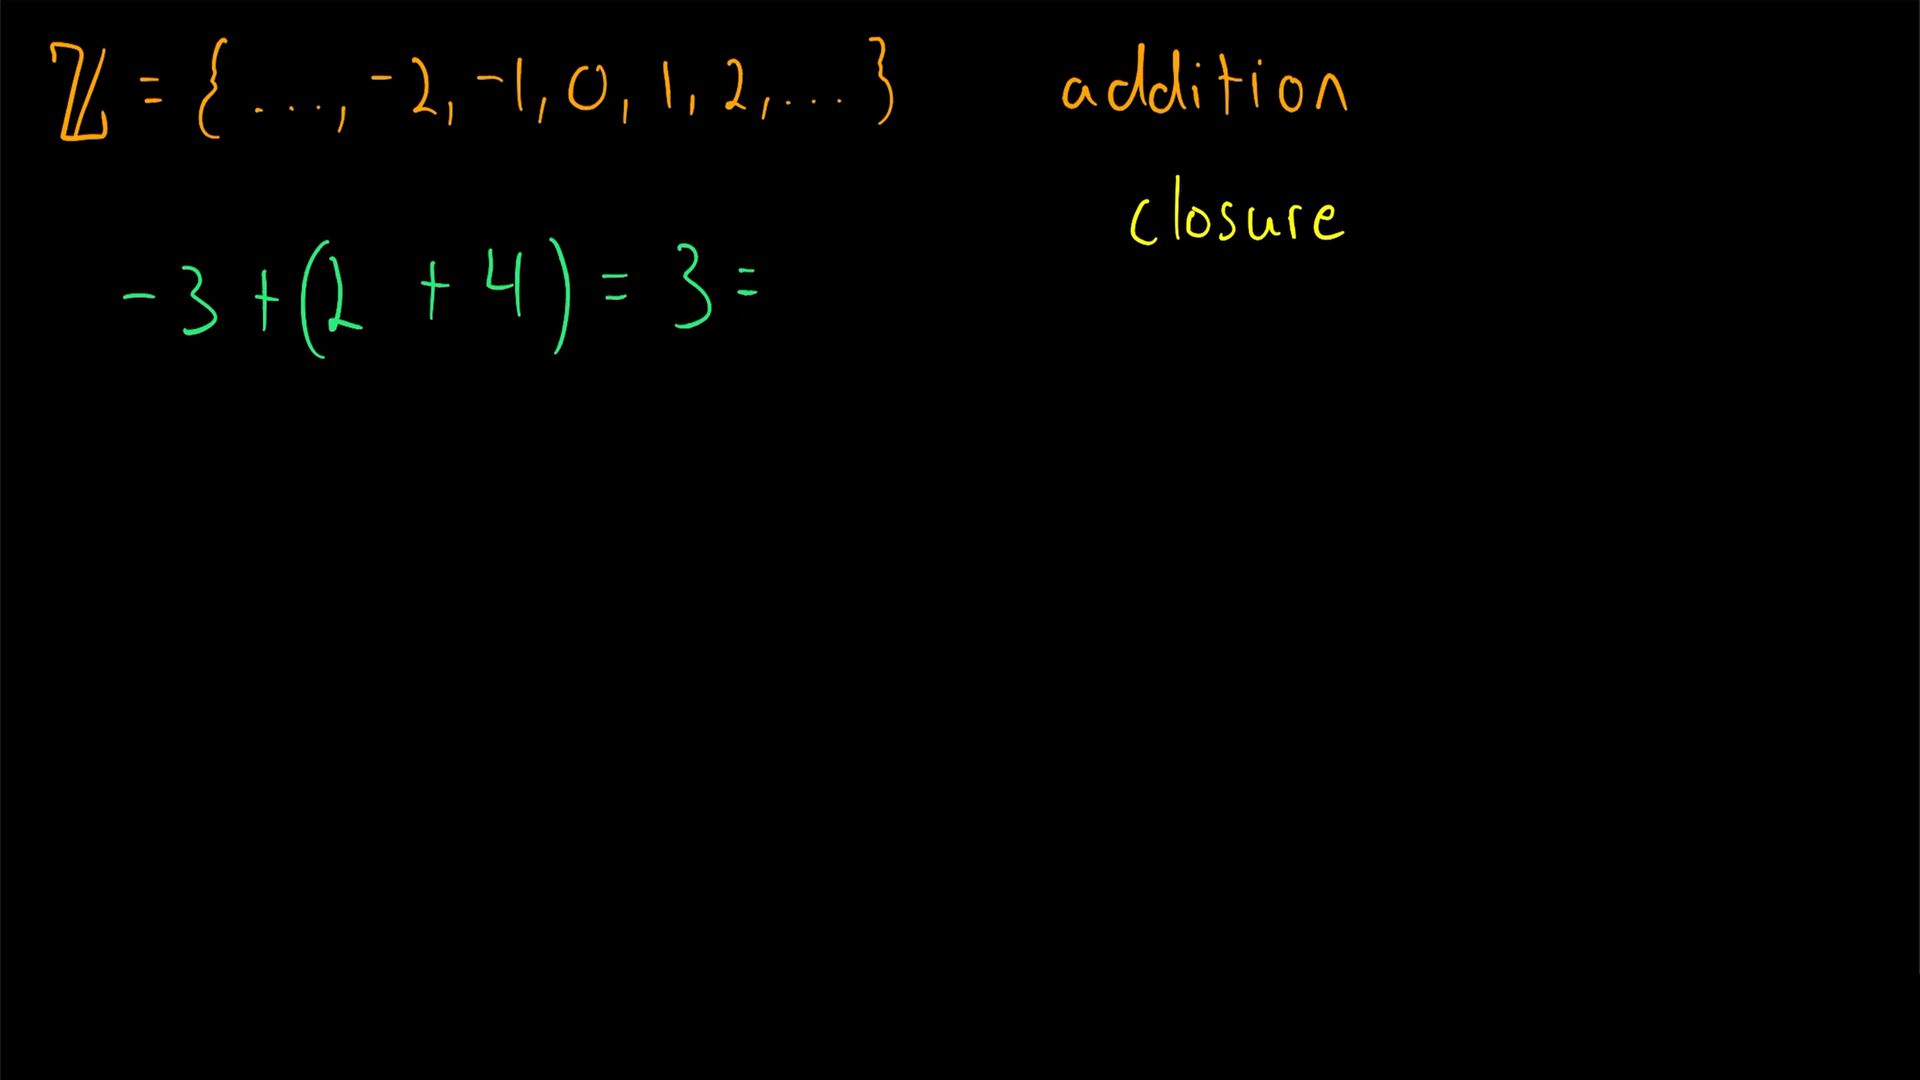 ℤ = {..., -2, -1, 0, 1, 2, ...} addition
closure
-3 + (2 + 4) = 3 =